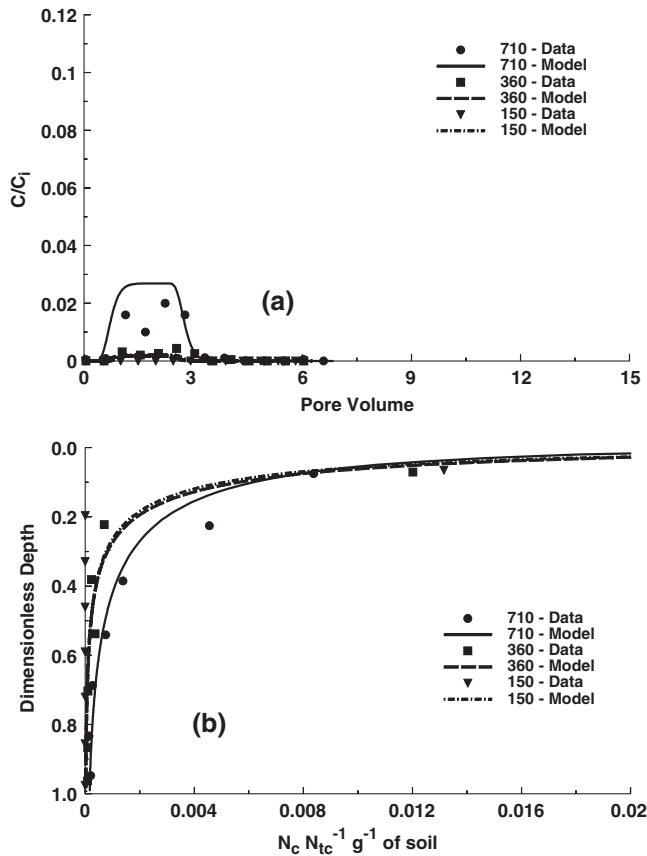 0.12
0.1
0.08
0.06
0.04
0.02
0
C/Ci
0 3 6 9 12 15
Pore Volume
710 - Data
710 - Model
360 - Data
360 - Model
150 - Data
150 - Model
(a)
0.0
0.2
0.4
0.6
0.8
1.0
Dimensionless Depth
0 0.004 0.008 0.012 0.016 0.02
Nc Ntc-1 g-1 of soil
710 - Data
710 - Model
360 - Data
360 - Model
150 - Data
150 - Model
(b)